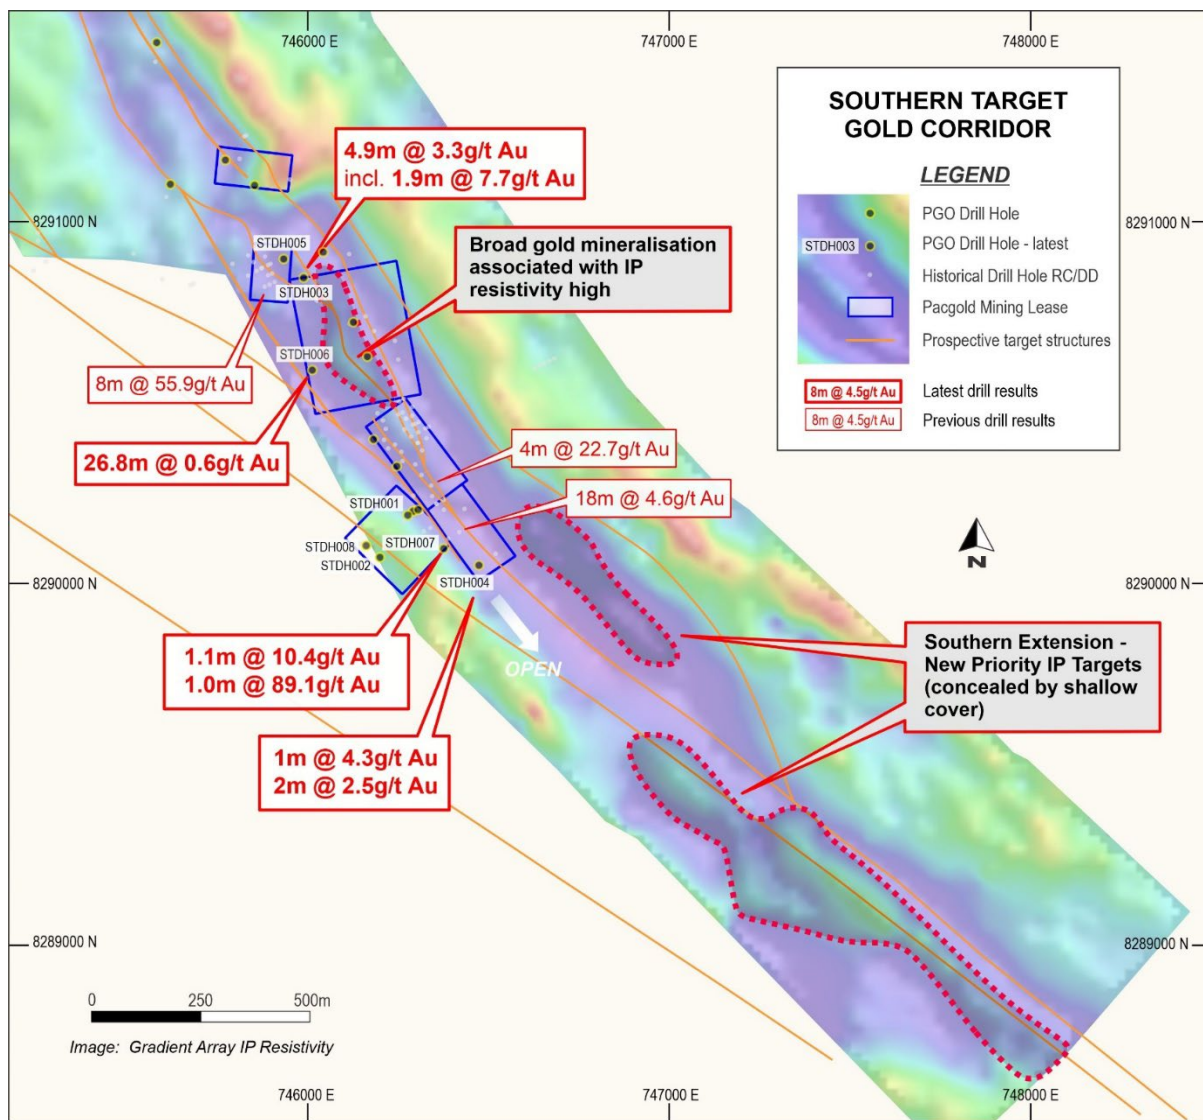 746000 E
747000 E
748000 E
SOUTHERN TARGET
GOLD CORRIDOR
LEGEND
PGO Drill Hole
STDH003
PGO Drill Hole - latest
Historical Drill Hole RC/DD
Pacgold Mining Lease
Prospective target structures
8m @ 4.5g/t Au
Latest drill results
8m @ 4.5g/t Au
Previous drill results
4.9m @ 3.3g/t Au
incl. 1.9m @ 7.7g/t Au
8291000 N
8291000 N
STDH005
Broad gold mineralisation
associated with IP
resistivity high
STDH003
STDH006
8m @ 55.9g/t Au
26.8m @ 0.6g/t Au
4m @ 22.7g/t Au
18m @ 4.6g/t Au
STDH001
STDH008
STDH007
STDH002
STDH004
N
8290000 N
8290000 N
OPEN
1.1m @ 10.4g/t Au
1.0m @ 89.1g/t Au
Southern Extension -
New Priority IP Targets
(concealed by shallow
cover)
1m @ 4.3g/t Au
2m @ 2.5g/t Au
8289000 N
8289000 N
0 250 500m
Image: Gradient Array IP Resistivity
746000 E
747000 E
748000 E